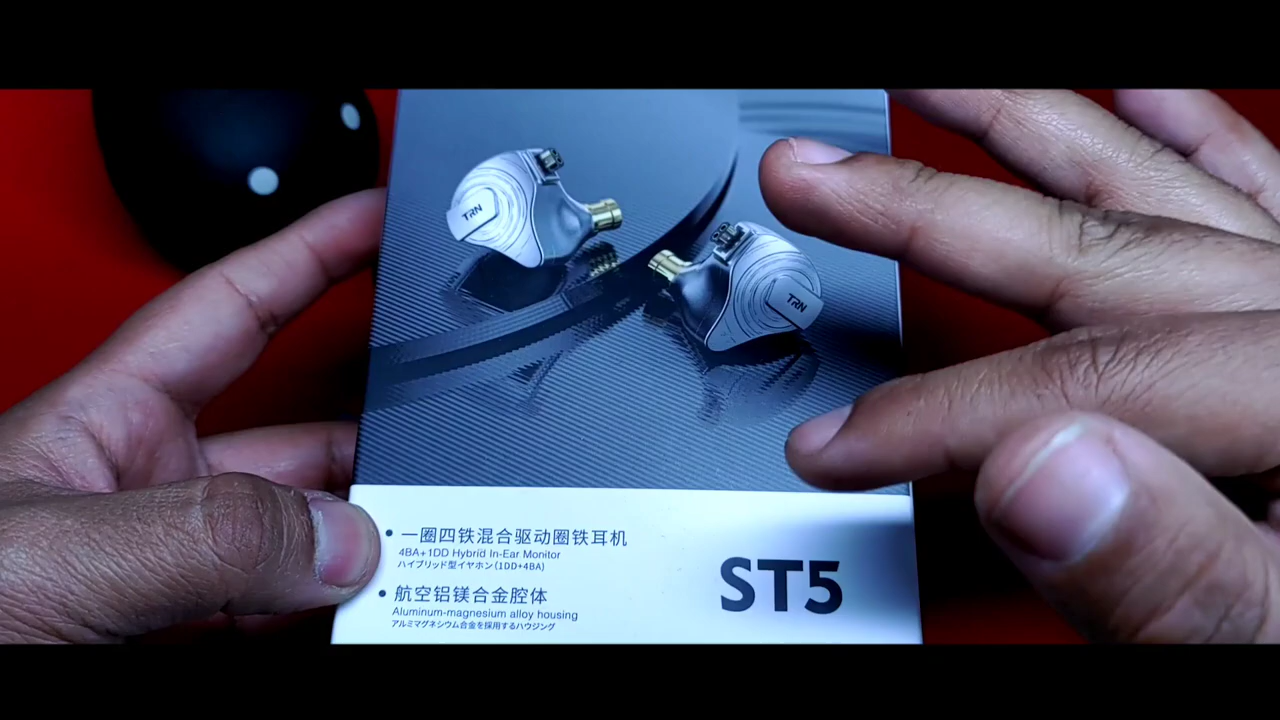 TRN
TRN
• 一圈四铁混合驱动圈铁耳机
4BA+1DD Hybrid In-Ear Monitor
ハイブリッド型イヤホン(1DD+4BA)
• 航空铝镁合金腔体
Aluminum-magnesium alloy housing
アルミマグネシウム合金を採用するハウジング
ST5